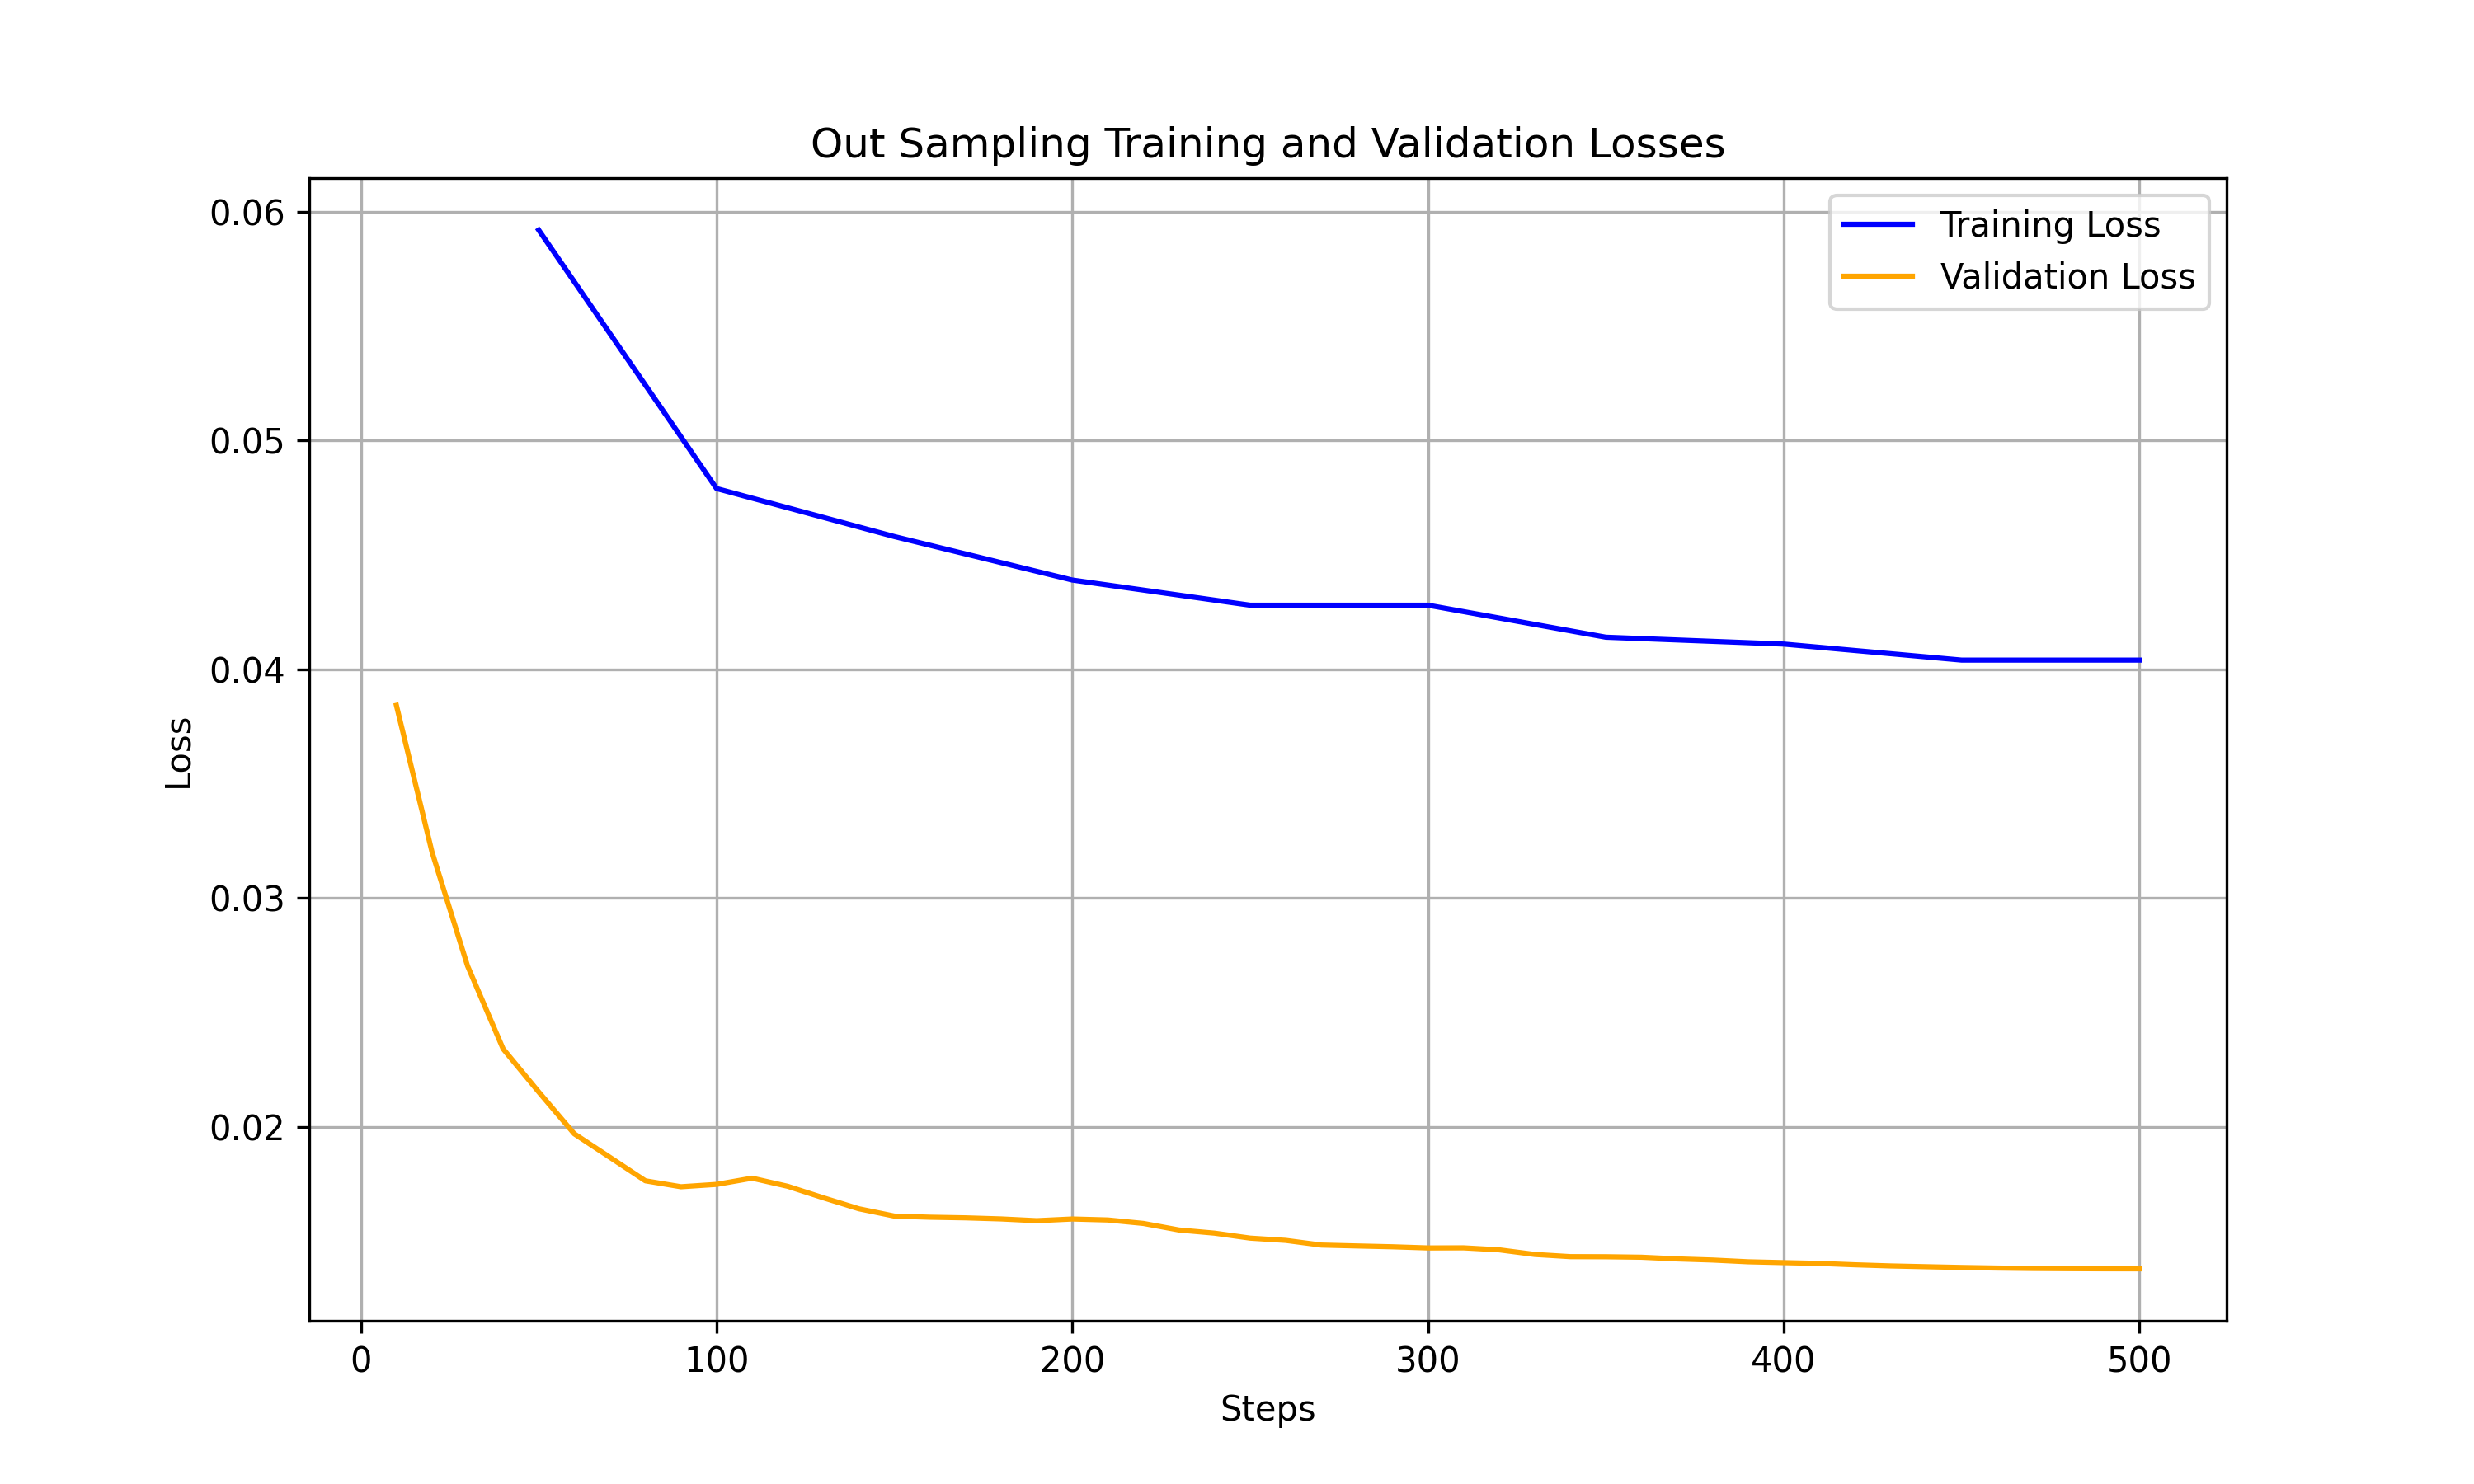 Out Sampling Training and Validation Losses
Training Loss
Validation Loss
0.06
0.05
0.04
0.03
0.02
Loss
0 100 200 300 400 500
Steps